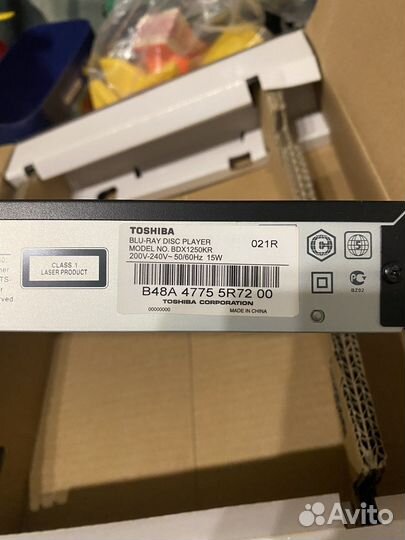 TOSHIBA
BLU-RAY DISC PLAYER
MODEL NO. BDX1250KR
200V-240V~ 50/60Hz 15W
021R
CLASS 1
LASER PRODUCT
B48A 4775 5R72 00
TOSHIBA CORPORATION
00000000
MADE IN CHINA
BZ02
Avito